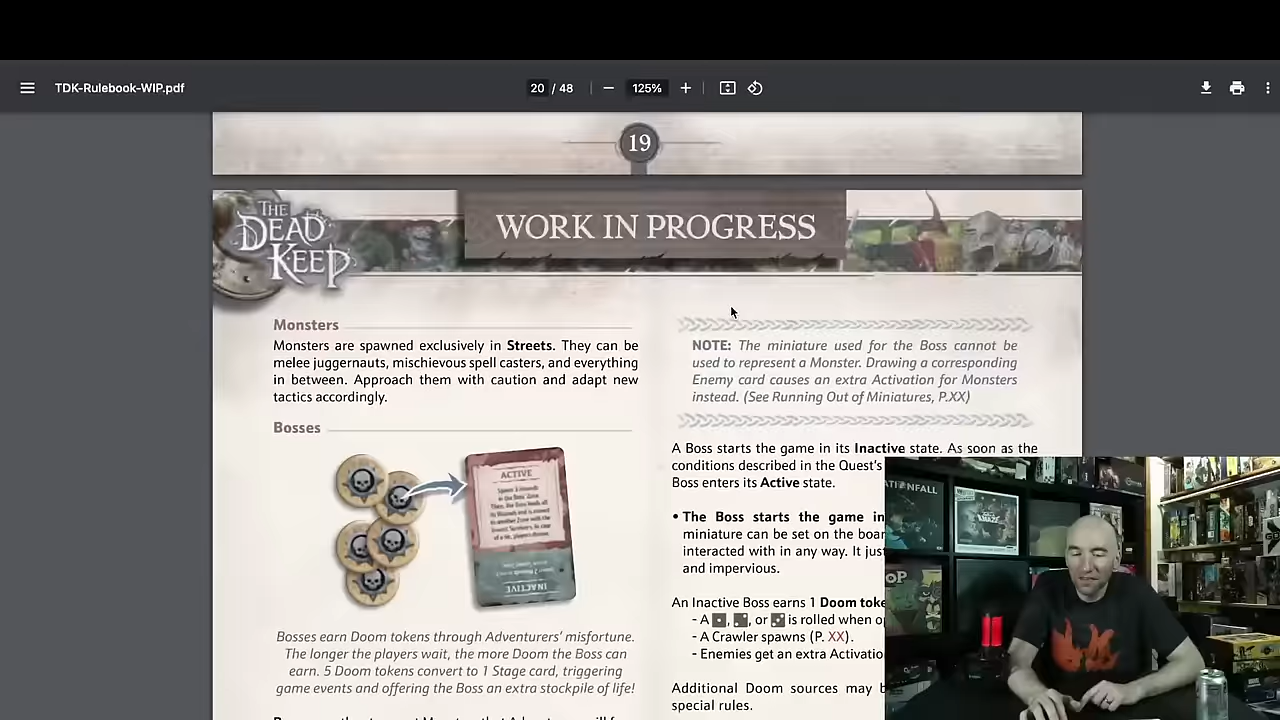 TDK-Rulebook-WIP.pdf
20 / 48
125%
19
THE
DEAD
KEEP
WORK IN PROGRESS
Monsters
Monsters are spawned exclusively in Streets. They can be
melee juggernauts, mischievous spell casters, and everything
in between. Approach them with caution and adapt new
tactics accordingly.
Bosses
ACTIVE
INACTIVE
Bosses earn Doom tokens through Adventurers' misfortune.
The longer the players wait, the more Doom the Boss can
earn. 5 Doom tokens convert to 1 Stage card, triggering
game events and offering the Boss an extra stockpile of life!
NOTE: The miniature used for the Boss cannot be
used to represent a Monster. Drawing a corresponding
Enemy card causes an extra Activation for Monsters
instead. (See Running Out of Miniatures, P.XX)
A Boss starts the game in its Inactive state. As soon as the
conditions described in the Quest's
Boss enters its Active state.
• The Boss starts the game in
miniature can be set on the boar
interacted with in any way. It jus
and impervious.
An Inactive Boss earns 1 Doom toke
- A , , or is rolled when o
- A Crawler spawns (P. XX).
- Enemies get an extra Activatio
Additional Doom sources may b
special rules.